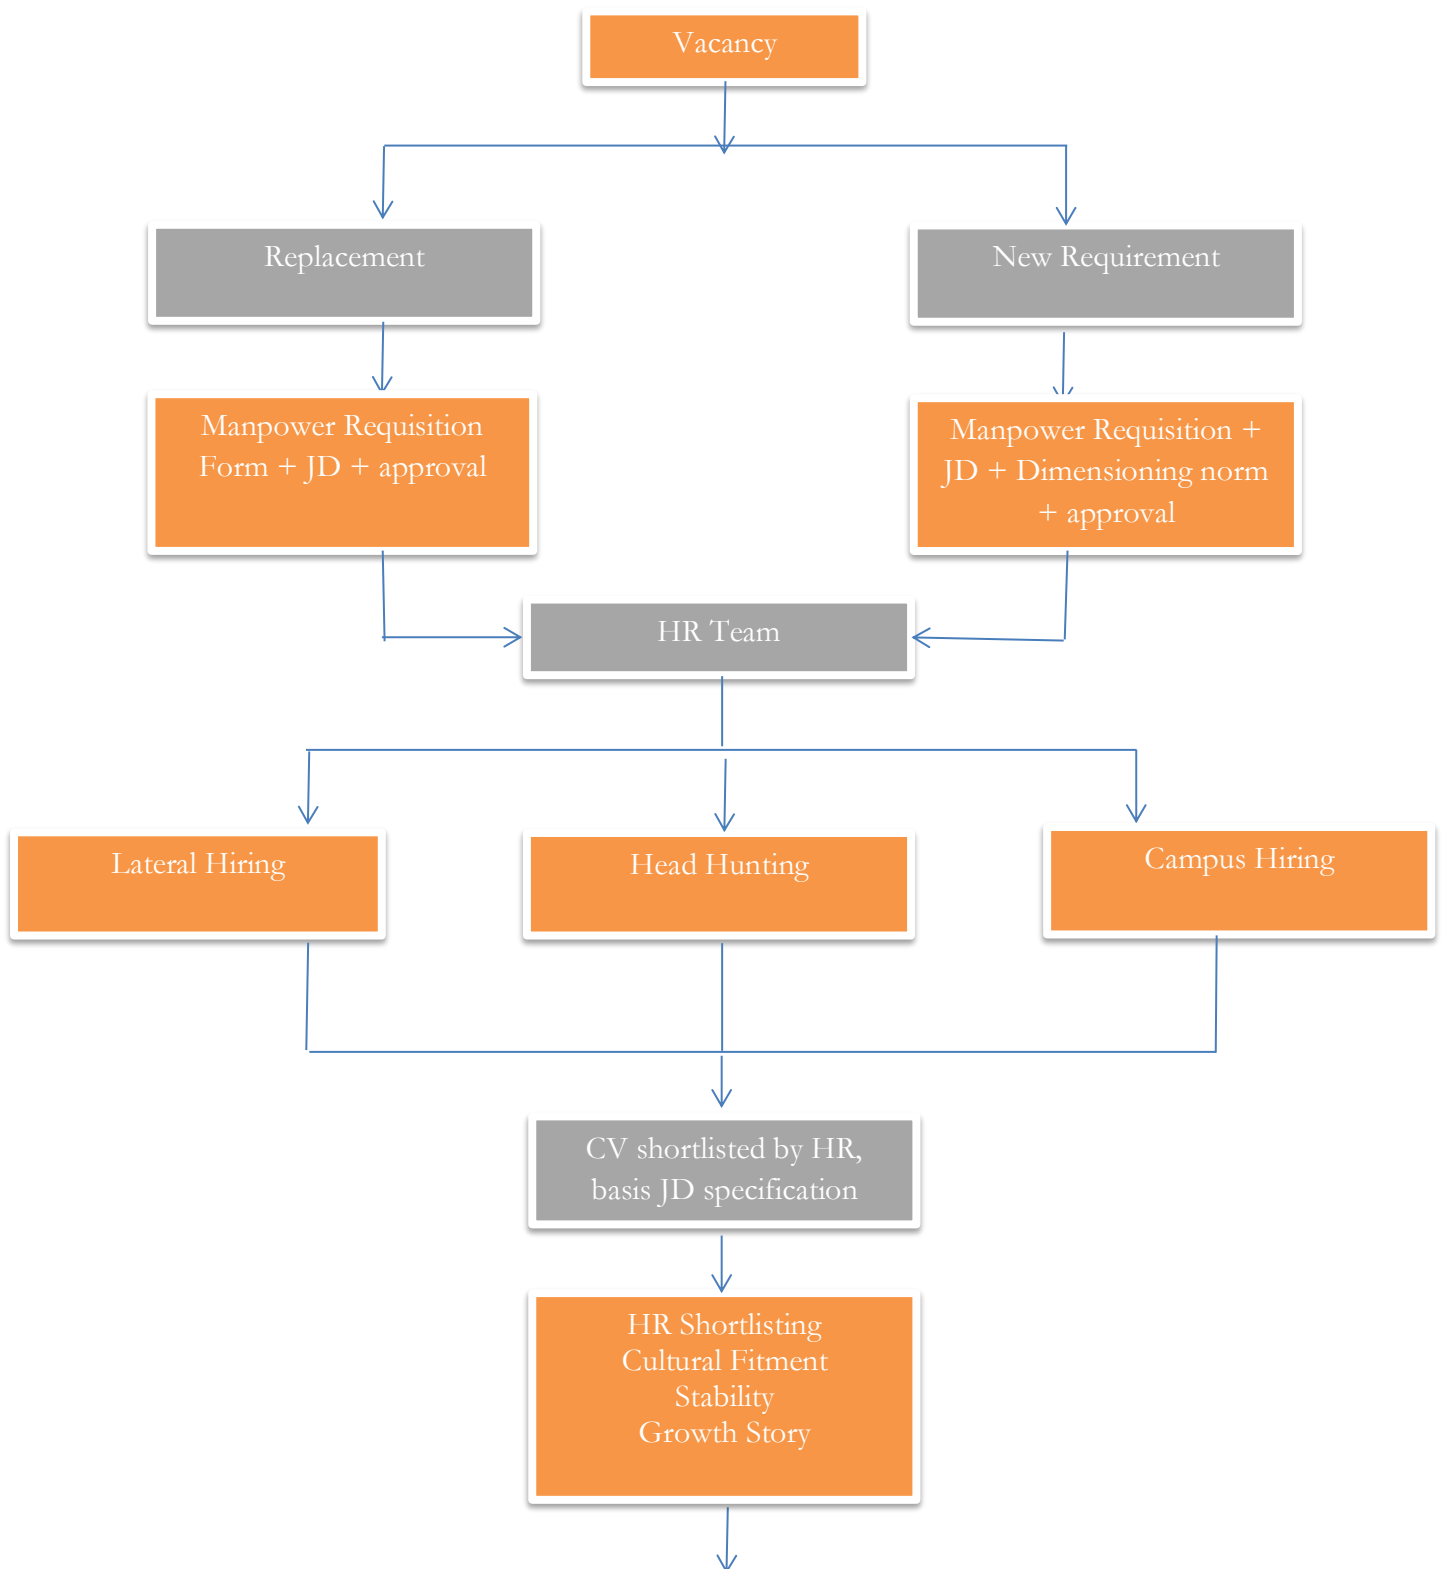 Vacancy
Replacement
New Requirement
Manpower Requisition
Form + JD + approval
Manpower Requisition +
JD + Dimensioning norm
+ approval
HR Team
Lateral Hiring
Head Hunting
Campus Hiring
CV shortlisted by HR,
basis JD specification
HR Shortlisting
Cultural Fitment
Stability
Growth Story